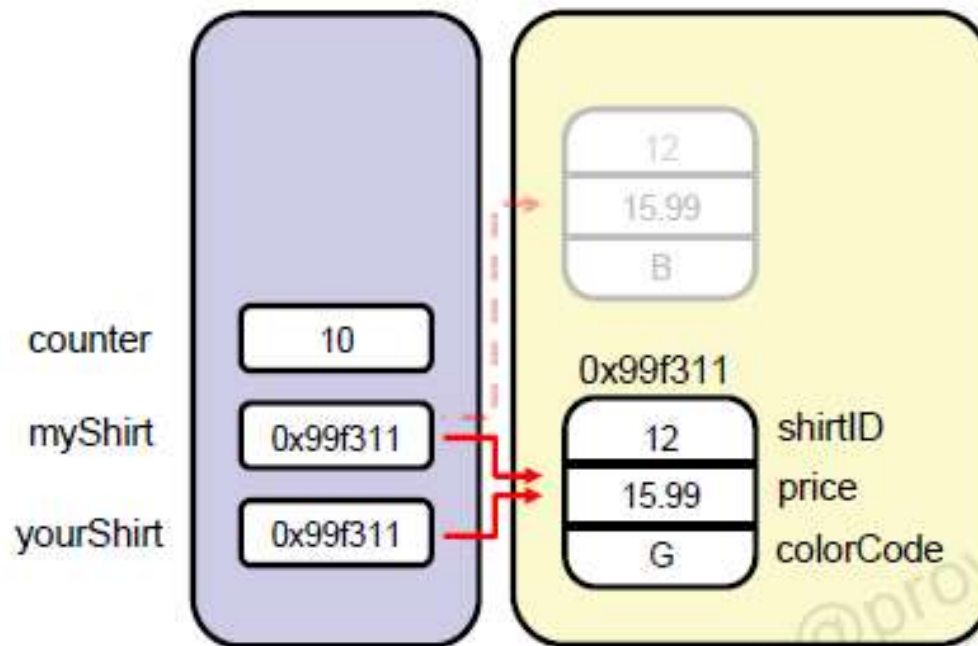 12
15.99
B
counter
10
0x99f311
myShirt
0x99f311
12
shirtID
15.99
price
yourShirt
0x99f311
G
colorCode